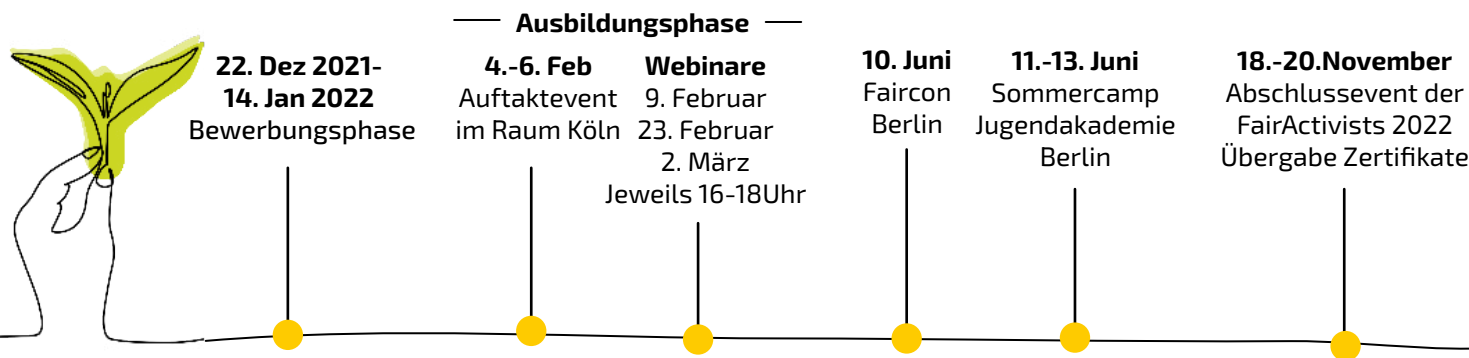 Ausbildungsphase
22. Dez 2021-
14. Jan 2022
Bewerbungsphase
4.-6. Feb
Auftaktevent
im Raum Köln
Webinare
9. Februar
23. Februar
2. März
Jeweils 16-18Uhr
10. Juni
Faircon
Berlin
11.-13. Juni
Sommercamp
Jugendakademie
Berlin
18.-20.November
Abschlussevent der
FairActivists 2022
Übergabe Zertifikate